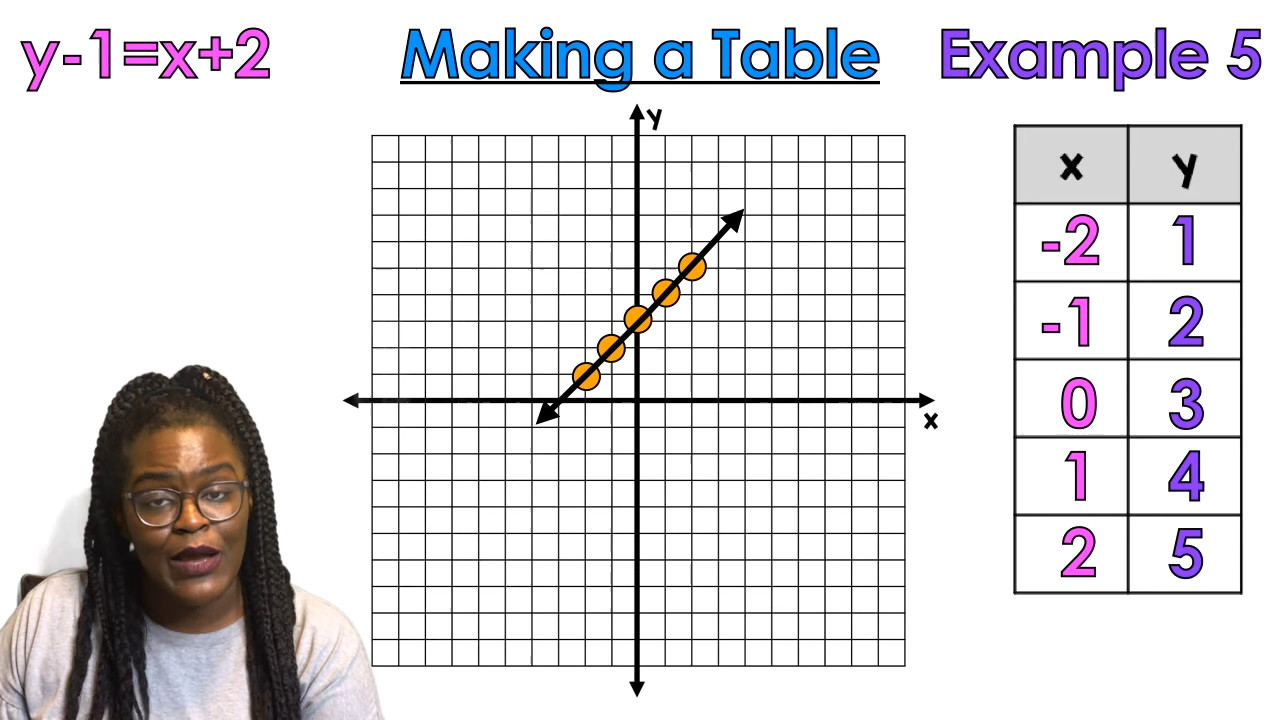 y-1=x+2
Making a Table
Example 5
y
x
x y
-2 1
-1 2
0 3
1 4
2 5